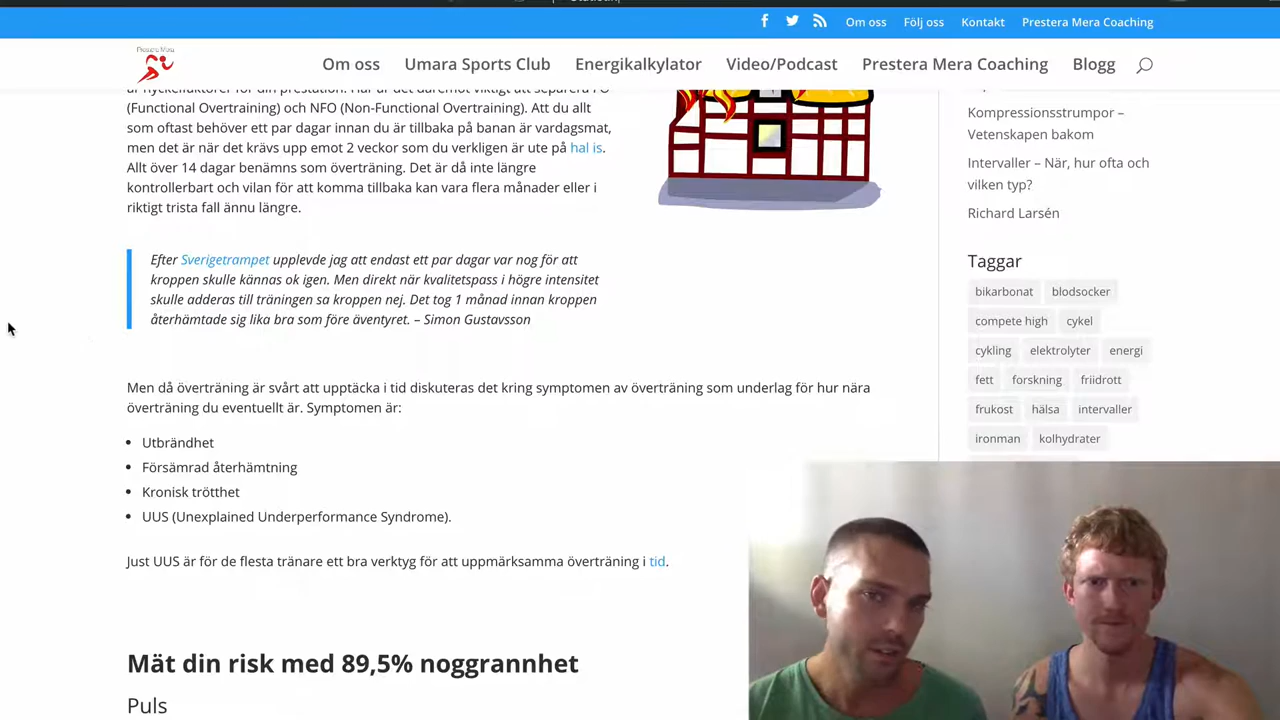 Om oss
Följ oss
Kontakt
Prestera Mera Coaching
Prestera Mera
Om oss
Umara Sports Club
Energikalkylator
Video/Podcast
Prestera Mera Coaching
Blogg
(Functional Overtraining) och NFO (Non-Functional Overtraining). Att du allt
som oftast behöver ett par dagar innan du är tillbaka på banan är vardagsmat,
men det är när det krävs upp emot 2 veckor som du verkligen är ute på hal is.
Allt över 14 dagar benämns som överträning. Det är då inte längre
kontrollerbart och vilan för att komma tillbaka kan vara flera månader eller i
riktigt trista fall ännu längre.
Efter Sverigetrampet upplevde jag att endast ett par dagar var nog för att
kroppen skulle kännas ok igen. Men direkt när kvalitetspass i högre intensitet
skulle adderas till träningen sa kroppen nej. Det tog 1 månad innan kroppen
återhämtade sig lika bra som före äventyret. – Simon Gustavsson
Men då överträning är svårt att upptäcka i tid diskuteras det kring symptomen av överträning som underlag för hur nära
överträning du eventuellt är. Symptomen är:
Utbrändhet
Försämrad återhämtning
Kronisk trötthet
UUS (Unexplained Underperformance Syndrome).
Just UUS är för de flesta tränare ett bra verktyg för att uppmärksamma överträning i tid.
Mät din risk med 89,5% noggrannhet
Puls
Kompressionsstrumpor –
Vetenskapen bakom
Intervaller – När, hur ofta och
vilken typ?
Richard Larsén
Taggar
bikarbonat
blodsocker
compete high
cykel
cykling
elektrolyter
energi
fett
forskning
friidrott
frukost
hälsa
intervaller
ironman
kolhydrater